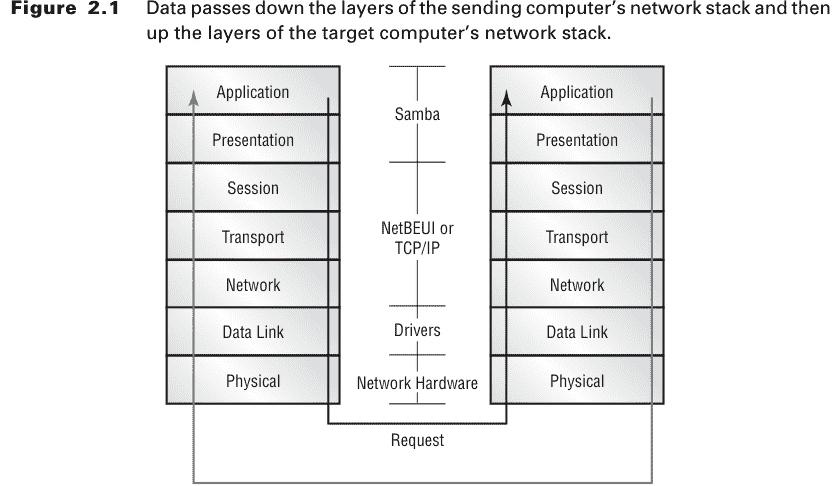 Figure 2.1 Data passes down the layers of the sending computer's network stack and then
up the layers of the target computer's network stack.
Application
Presentation
Session
Transport
Network
Data Link
Physical
Samba
NetBEUI or
TCP/IP
Drivers
Network Hardware
Application
Presentation
Session
Transport
Network
Data Link
Physical
Request